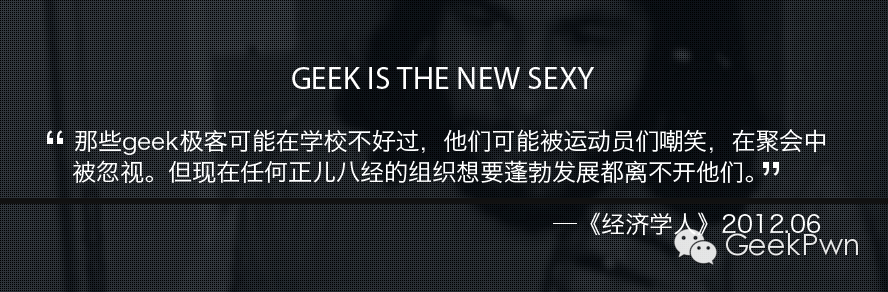 GEEK IS THE NEW SEXY
“ 那些geek极客可能在学校不好过，他们可能被运动员们嘲笑，在聚会中
被忽视。但现在任何正儿八经的组织想要蓬勃发展都离不开他们。”
—《经济学人》2012.06
GeekPwn